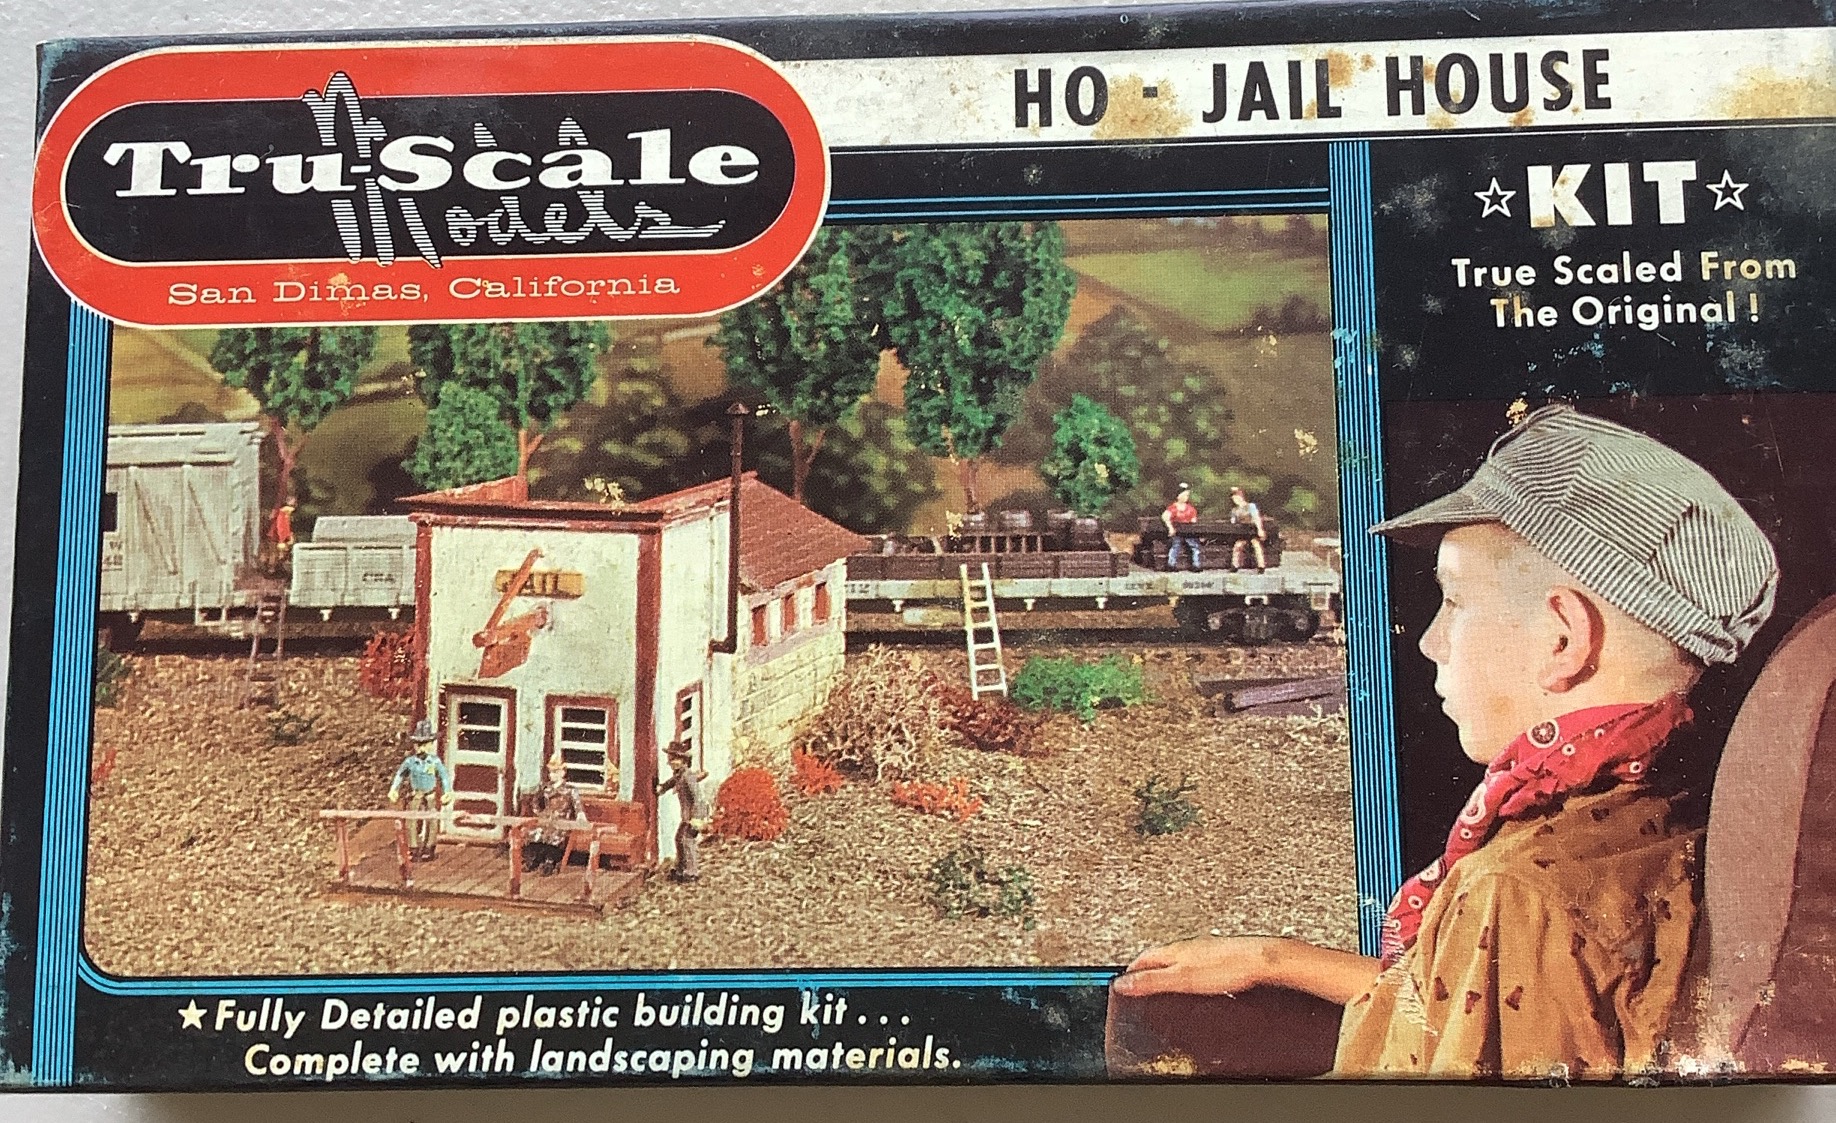 HO - JAIL HOUSE
Tru-Scale
Models
San Dimas, California
☆KIT☆
True Scaled From
The Original!
JAIL
★Fully Detailed plastic building kit...
Complete with landscaping materials.